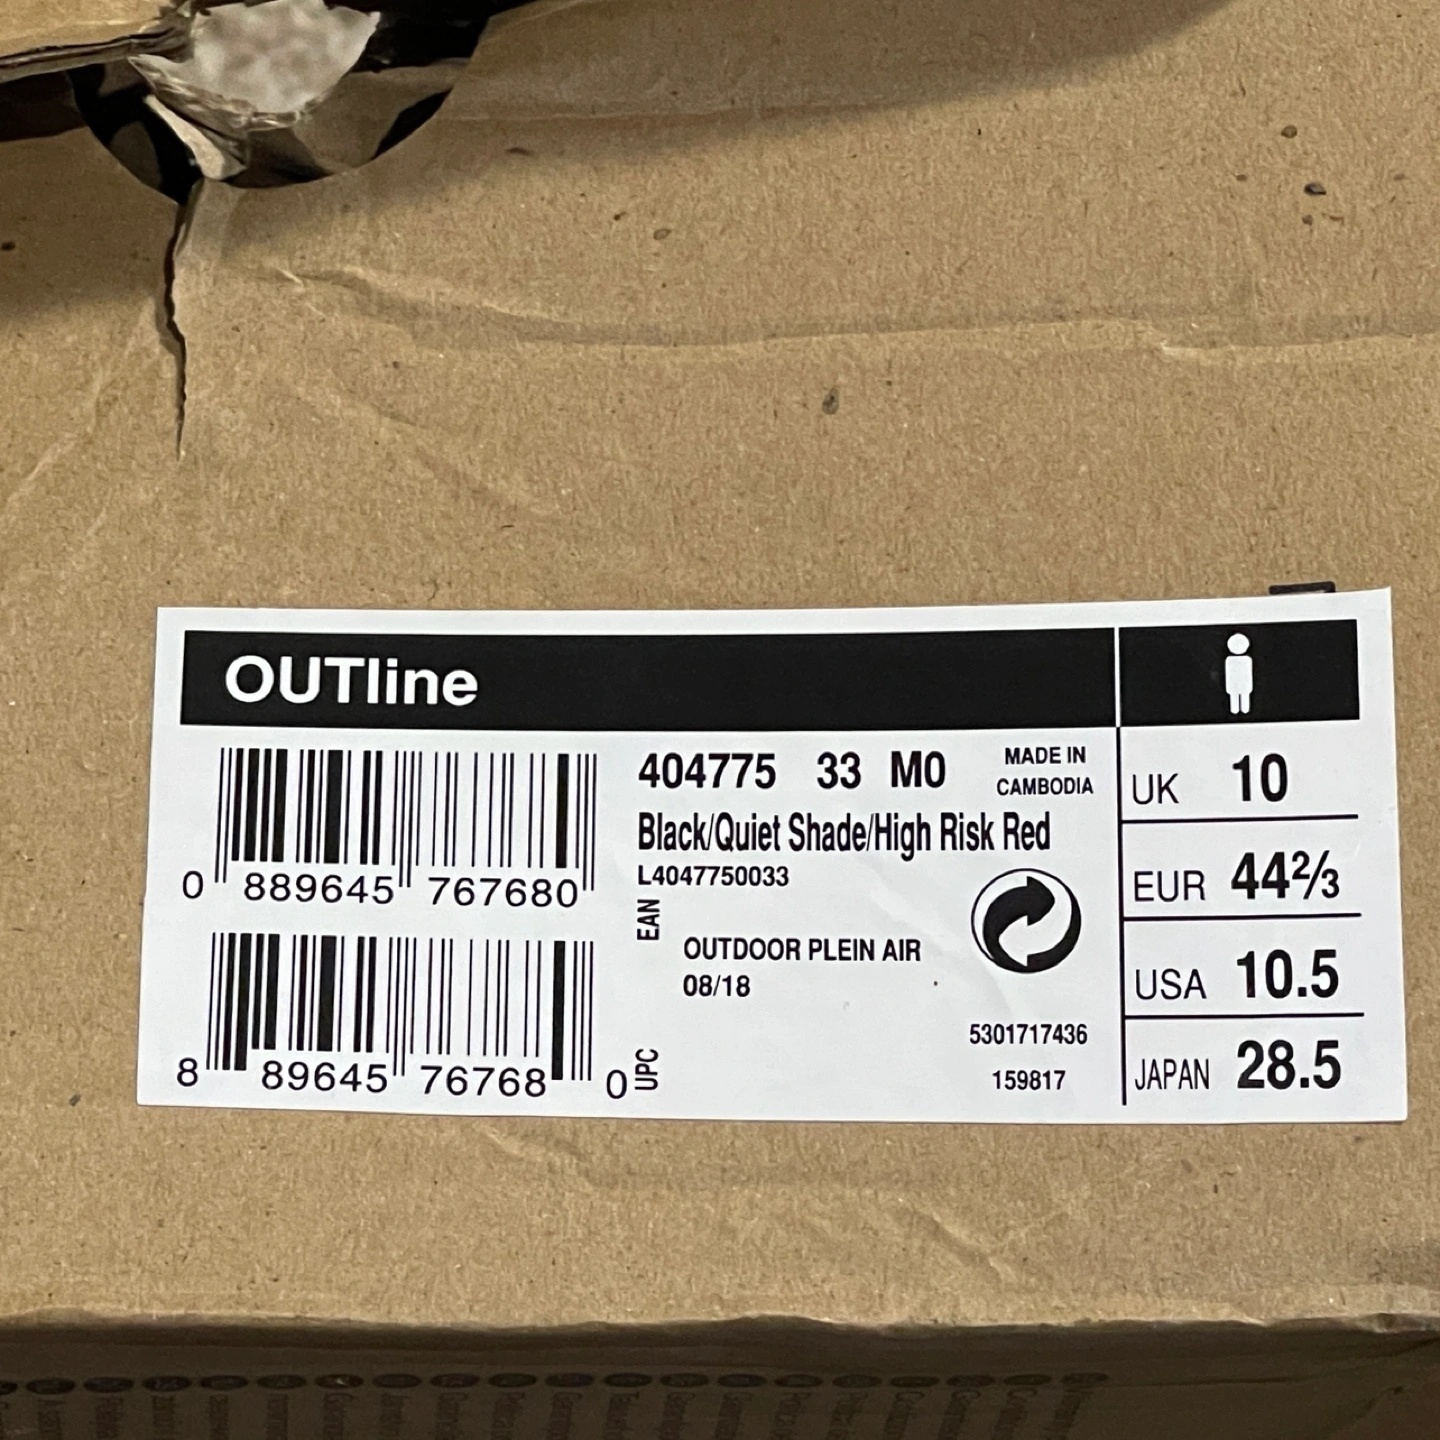 OUTline
404775 33 M0
MADE IN
CAMBODIA
Black/Quiet Shade/High Risk Red
L4047750033
0 889645 767680
EAN
OUTDOOR PLEIN AIR
08/18
5301717436
159817
8 89645 76768 0
UPC
UK 10
EUR 44⅔
USA 10.5
JAPAN 28.5